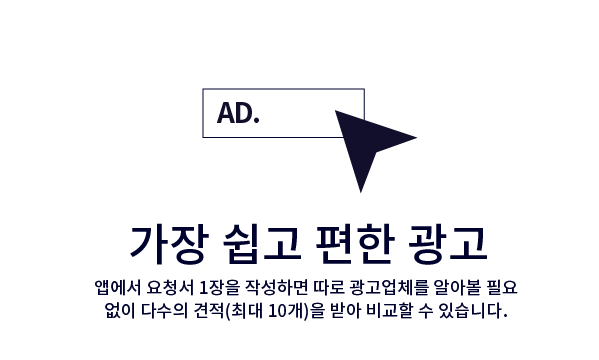 AD.
가장 쉽고 편한 광고
앱에서 요청서 1장을 작성하면 따로 광고업체를 알아볼 필요
없이 다수의 견적(최대 10개)을 받아 비교할 수 있습니다.